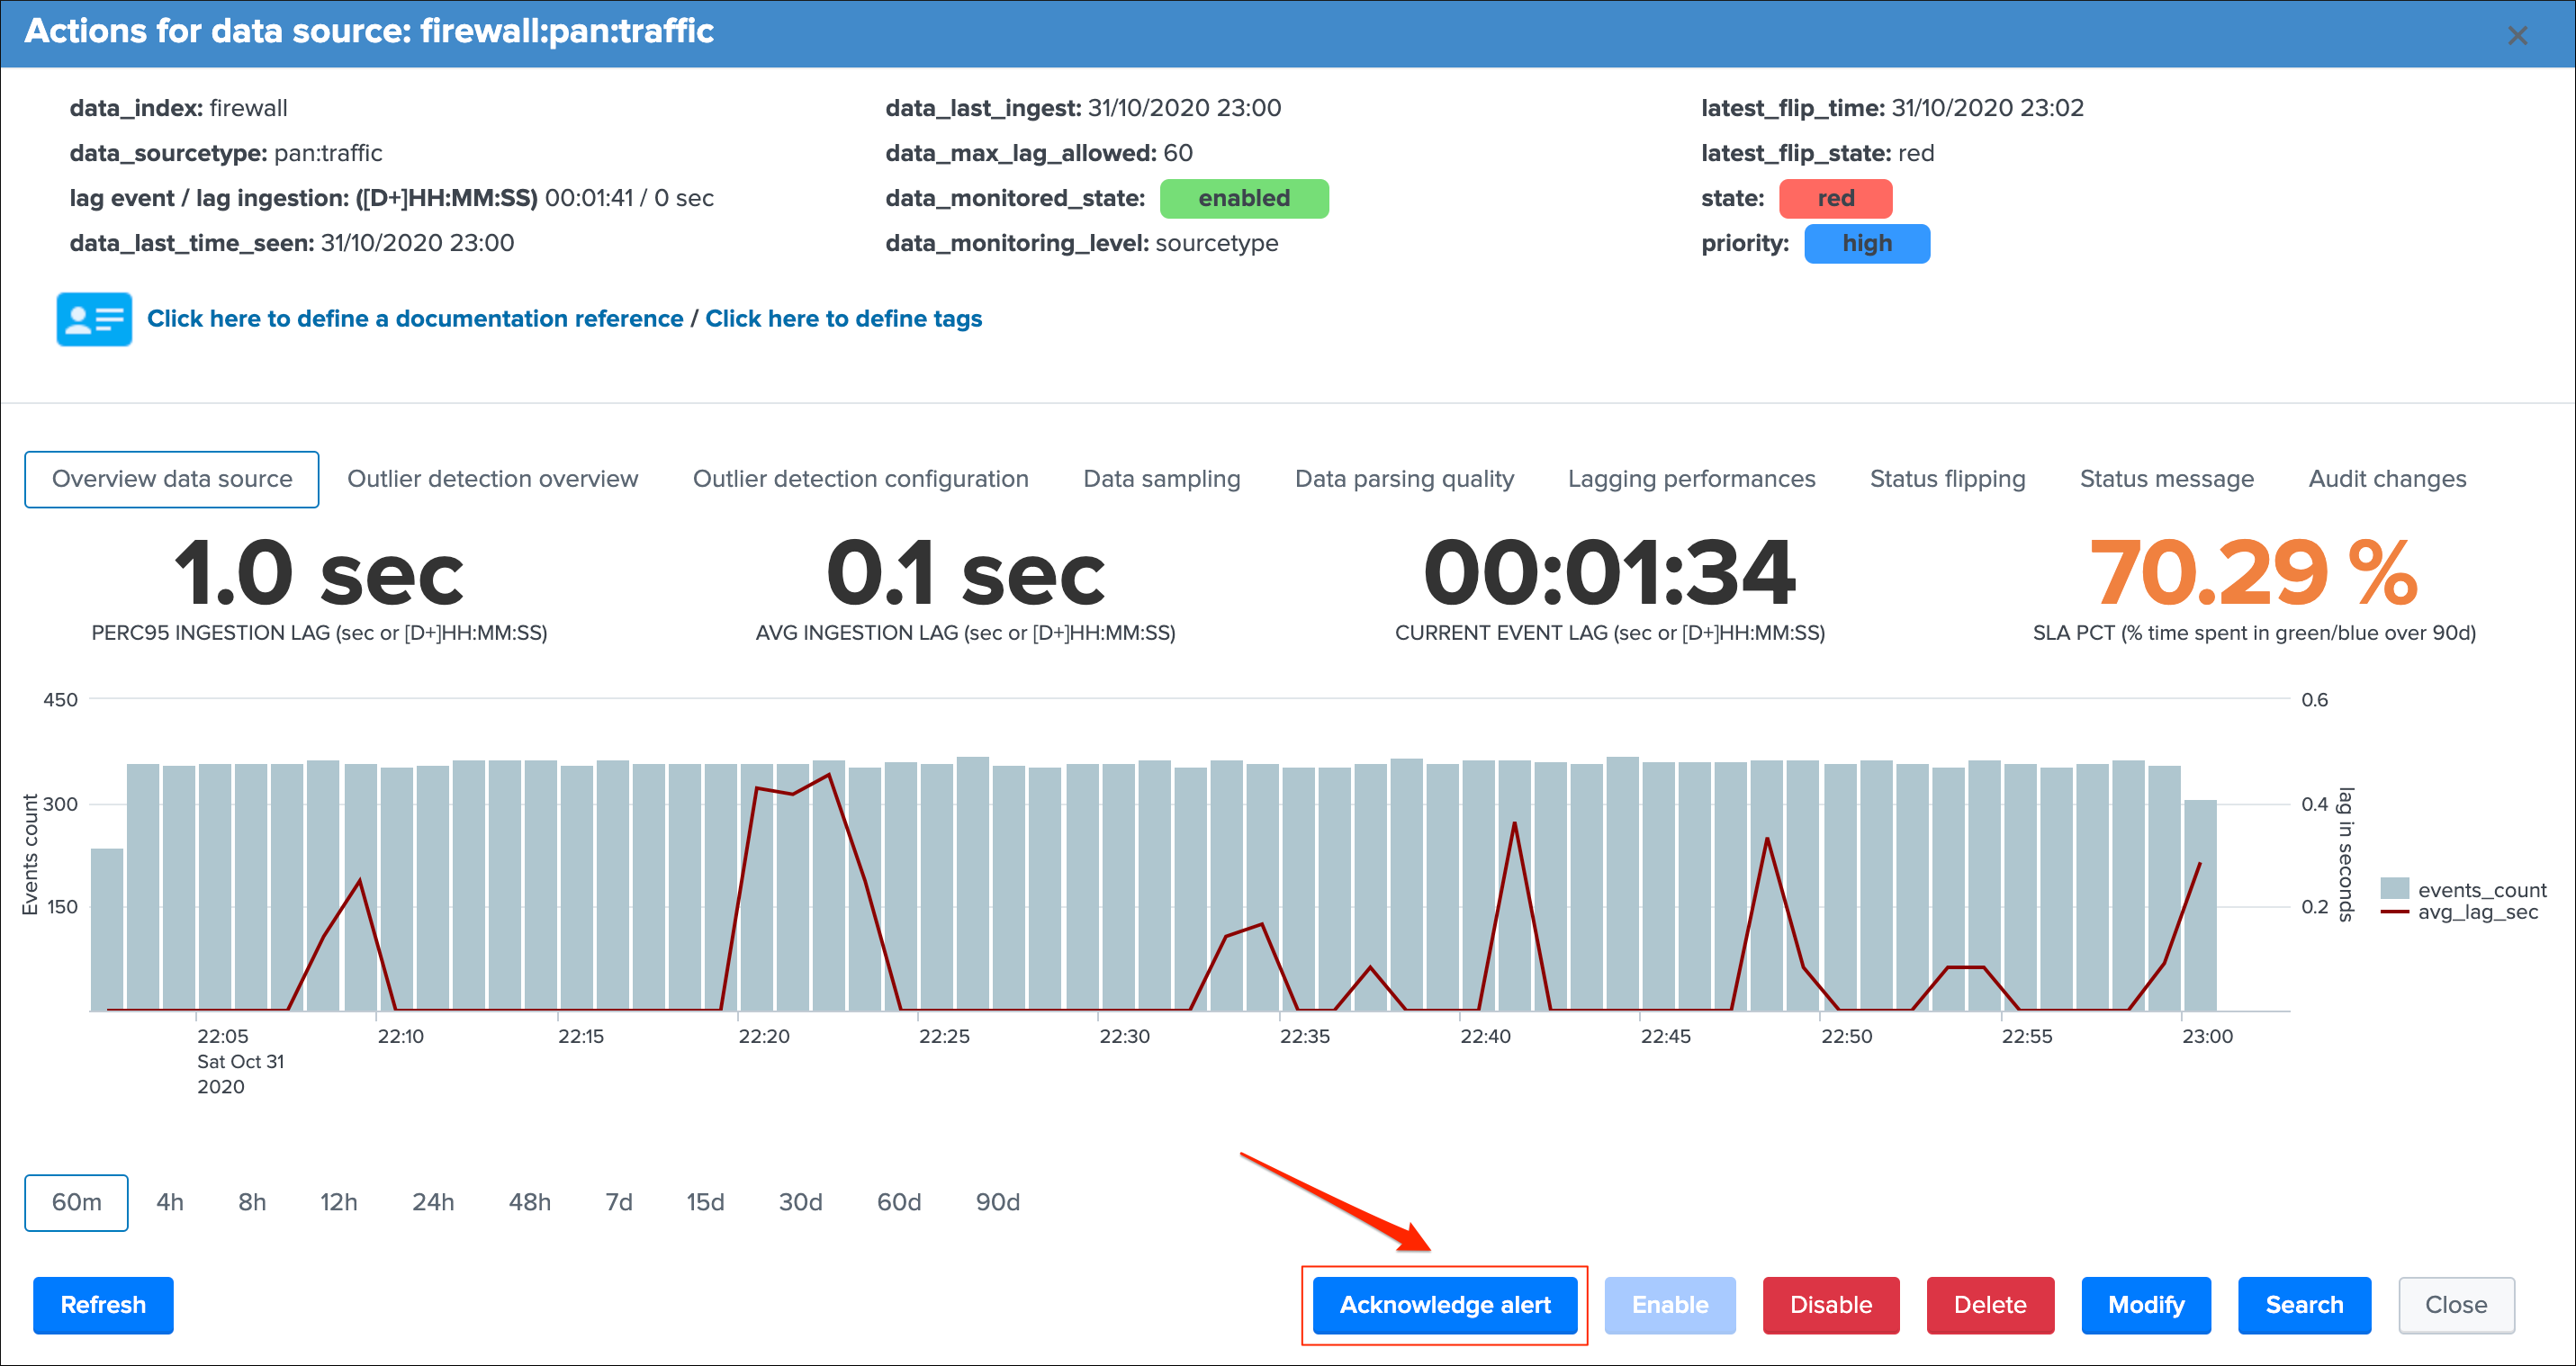 Actions for data source: firewall:pan:traffic
data_index: firewall
data_sourcetype: pan:traffic
lag event / lag ingestion: ([D+]HH:MM:SS) 00:01:41 / 0 sec
data_last_time_seen: 31/10/2020 23:00
data_last_ingest: 31/10/2020 23:00
data_max_lag_allowed: 60
data_monitored_state: enabled
data_monitoring_level: sourcetype
latest_flip_time: 31/10/2020 23:02
latest_flip_state: red
state: red
priority: high
Click here to define a documentation reference / Click here to define tags
Overview data source Outlier detection overview Outlier detection configuration Data sampling Data parsing quality Lagging performances Status flipping Status message Audit changes
1.0 sec
PERC95 INGESTION LAG (sec or [D+]HH:MM:SS)
0.1 sec
AVG INGESTION LAG (sec or [D+]HH:MM:SS)
00:01:34
CURRENT EVENT LAG (sec or [D+]HH:MM:SS)
70.29 %
SLA PCT (% time spent in green/blue over 90d)
Events count
450
300
150
0.6
0.4
0.2
lag in seconds
events_count
avg_lag_sec
22:05 22:10 22:15 22:20 22:25 22:30 22:35 22:40 22:45 22:50 22:55 23:00
Sat Oct 31
2020
60m 4h 8h 12h 24h 48h 7d 15d 30d 60d 90d
Refresh Acknowledge alert Enable Disable Delete Modify Search Close